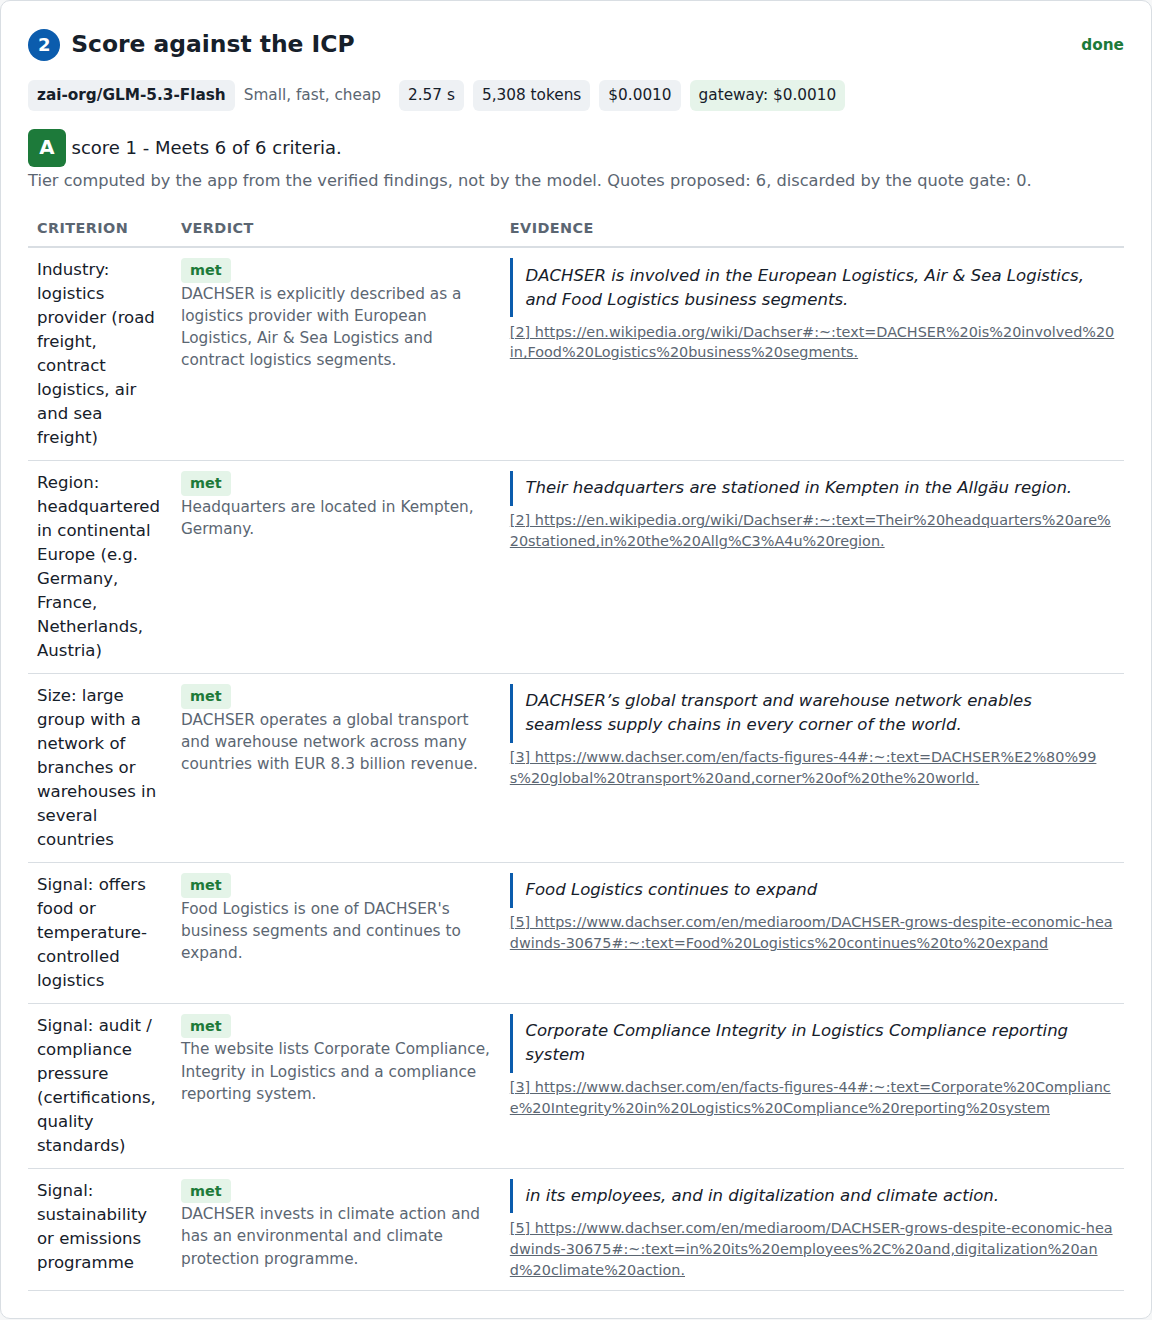 2 Score against the ICP done
zai-org/GLM-5.3-Flash Small, fast, cheap 2.57 s 5,308 tokens $0.0010 gateway: $0.0010
A score 1 - Meets 6 of 6 criteria.
Tier computed by the app from the verified findings, not by the model. Quotes proposed: 6, discarded by the quote gate: 0.
CRITERION VERDICT EVIDENCE
Industry:
logistics
provider (road
freight,
contract
logistics, air
and sea
freight)
met
DACHSER is explicitly described as a
logistics provider with European
Logistics, Air & Sea Logistics and
contract logistics segments.
DACHSER is involved in the European Logistics, Air & Sea Logistics,
and Food Logistics business segments.
[2] https://en.wikipedia.org/wiki/Dachser#:~:text=DACHSER%20is%20involved%20
in,Food%20Logistics%20business%20segments.
Region:
headquartered
in continental
Europe (e.g.
Germany,
France,
Netherlands,
Austria)
met
Headquarters are located in Kempten,
Germany.
Their headquarters are stationed in Kempten in the Allgäu region.
[2] https://en.wikipedia.org/wiki/Dachser#:~:text=Their%20headquarters%20are%
20stationed,in%20the%20Allg%C3%A4u%20region.
Size: large
group with a
network of
branches or
warehouses in
several
countries
met
DACHSER operates a global transport
and warehouse network across many
countries with EUR 8.3 billion revenue.
DACHSER’s global transport and warehouse network enables
seamless supply chains in every corner of the world.
[3] https://www.dachser.com/en/facts-figures-44#:~:text=DACHSER%E2%80%99
s%20global%20transport%20and,corner%20of%20the%20world.
Signal: offers
food or
temperature-
controlled
logistics
met
Food Logistics is one of DACHSER's
business segments and continues to
expand.
Food Logistics continues to expand
[5] https://www.dachser.com/en/mediaroom/DACHSER-grows-despite-economic-hea
dwinds-30675#:~:text=Food%20Logistics%20continues%20to%20expand
Signal: audit /
compliance
pressure
(certifications,
quality
standards)
met
The website lists Corporate Compliance,
Integrity in Logistics and a compliance
reporting system.
Corporate Compliance Integrity in Logistics Compliance reporting
system
[3] https://www.dachser.com/en/facts-figures-44#:~:text=Corporate%20Complianc
e%20Integrity%20in%20Logistics%20Compliance%20reporting%20system
Signal:
sustainability
or emissions
programme
met
DACHSER invests in climate action and
has an environmental and climate
protection programme.
in its employees, and in digitalization and climate action.
[5] https://www.dachser.com/en/mediaroom/DACHSER-grows-despite-economic-hea
dwinds-30675#:~:text=in%20its%20employees%2C%20and,digitalization%20an
d%20climate%20action.